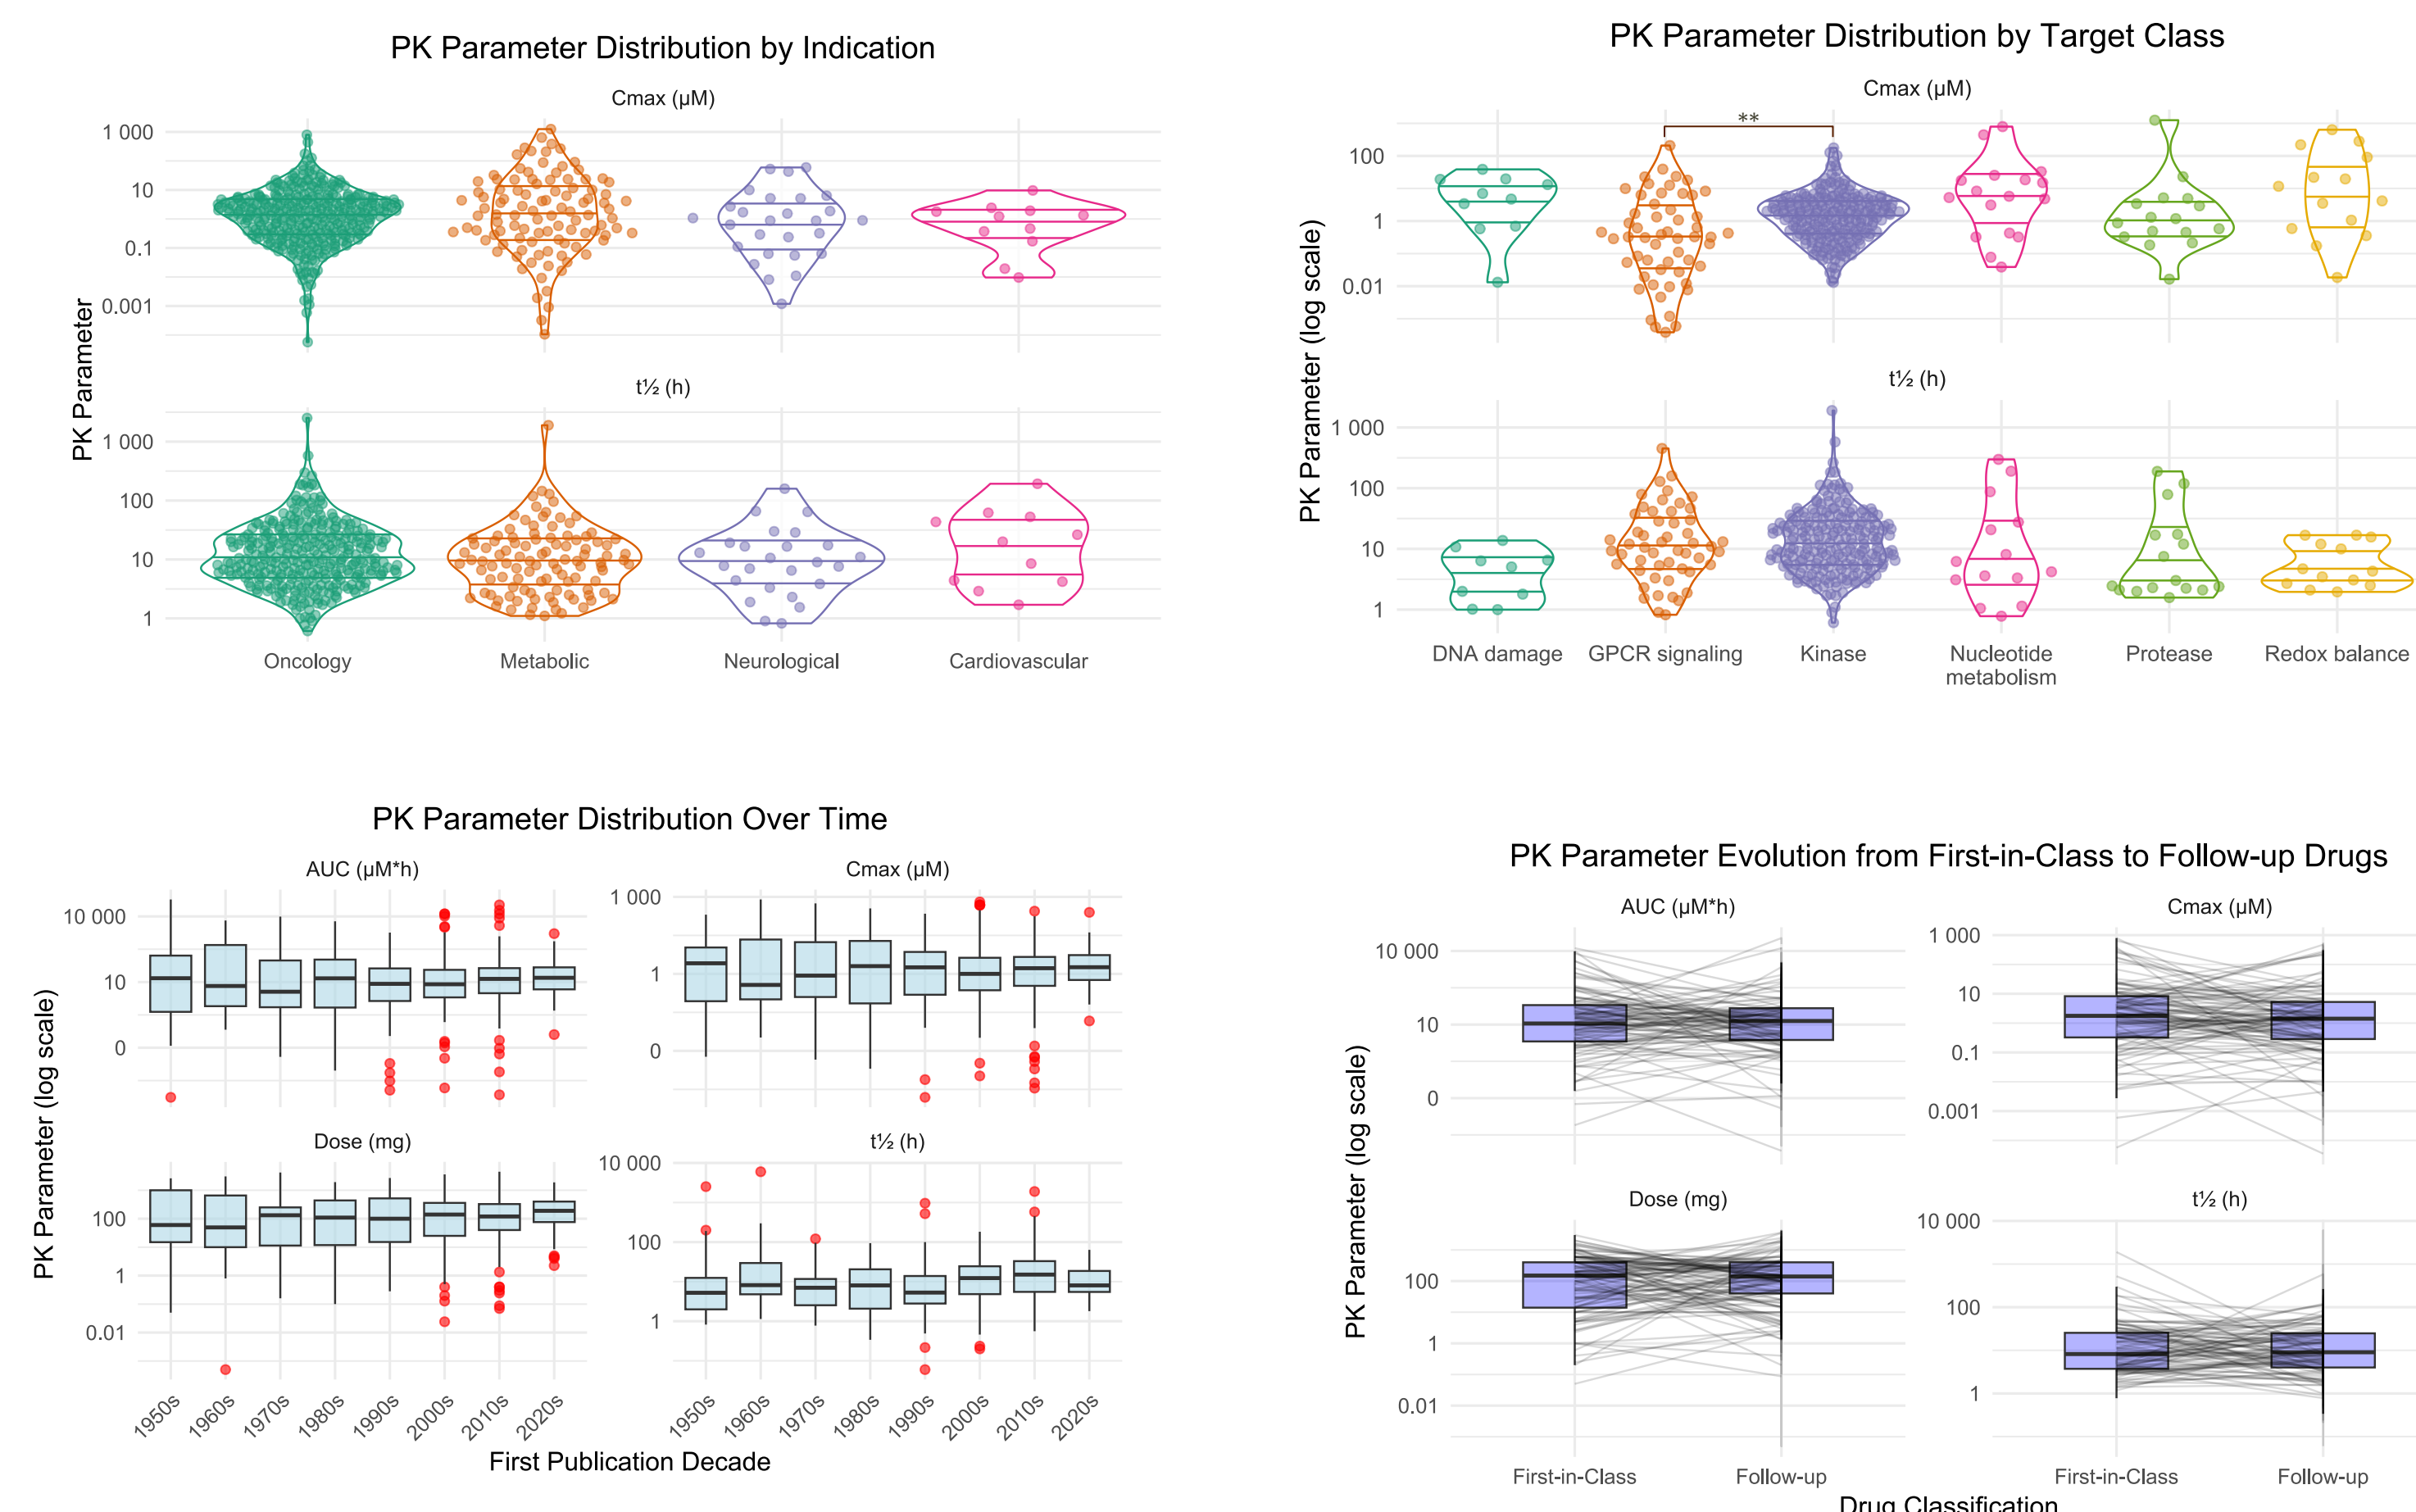 PK Parameter Distribution by Indication
Cmax (µM)
1 000
10
0.1
0.001
PK Parameter
t½ (h)
1 000
100
10
1
Oncology
Metabolic
Neurological
Cardiovascular
PK Parameter Distribution by Target Class
Cmax (µM)
**
100
1
0.01
PK Parameter (log scale)
t½ (h)
1 000
100
10
1
DNA damage
GPCR signaling
Kinase
Nucleotide
metabolism
Protease
Redox balance
PK Parameter Distribution Over Time
AUC (µM*h)
10 000
10
0
Cmax (µM)
1 000
1
0
PK Parameter (log scale)
Dose (mg)
100
1
0.01
t½ (h)
10 000
100
1
1950s
1960s
1970s
1980s
1990s
2000s
2010s
2020s
1950s
1960s
1970s
1980s
1990s
2000s
2010s
2020s
First Publication Decade
PK Parameter Evolution from First-in-Class to Follow-up Drugs
AUC (µM*h)
10 000
10
0
Cmax (µM)
1 000
10
0.1
0.001
PK Parameter (log scale)
Dose (mg)
100
1
0.01
t½ (h)
10 000
100
1
First-in-Class
Follow-up
First-in-Class
Follow-up
Drug Classification